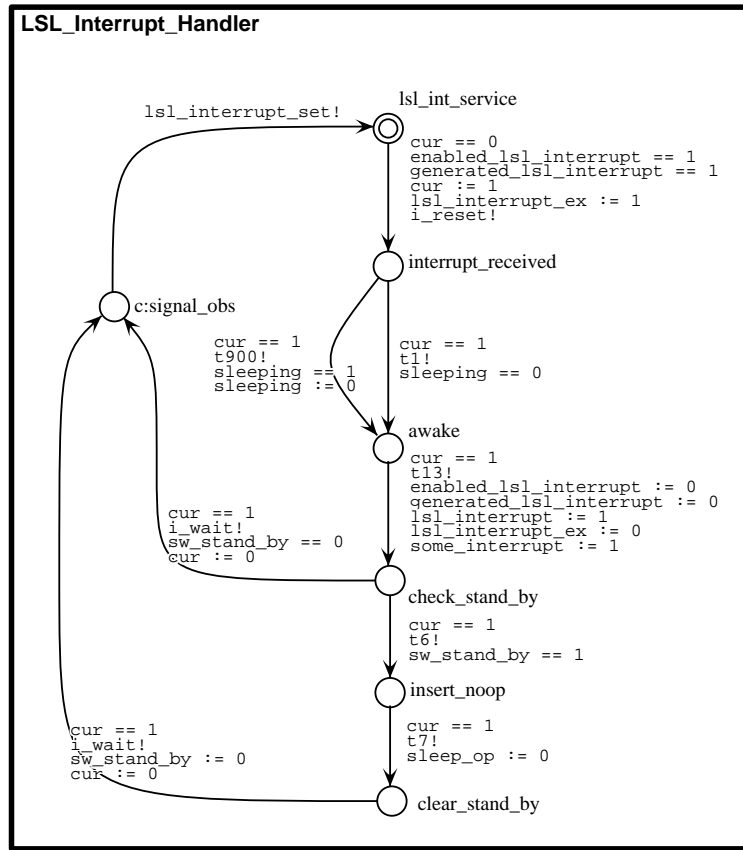 LSL_Interrupt_Handler
lsl_int_service
lsl_interrupt_set!
cur == 0
enabled_lsl_interrupt == 1
generated_lsl_interrupt == 1
cur := 1
lsl_interrupt_ex := 1
i_reset!
interrupt_received
c:signal_obs
cur == 1
t900!
sleeping == 1
sleeping := 0
cur == 1
t1!
sleeping == 0
awake
cur == 1
t13!
enabled_lsl_interrupt := 0
generated_lsl_interrupt := 0
lsl_interrupt := 1
lsl_interrupt_ex := 0
some_interrupt := 1
cur == 1
i_wait!
sw_stand_by == 0
cur := 0
check_stand_by
cur == 1
t6!
sw_stand_by == 1
insert_noop
cur == 1
t7!
sleep_op := 0
cur == 1
i_wait!
sw_stand_by := 0
cur := 0
clear_stand_by